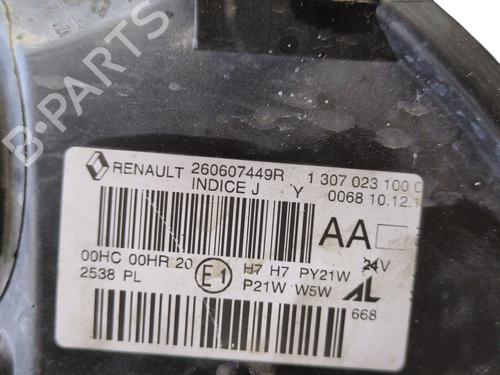 B-PARTS
RENAULT 260607449R 1 307 023 100
INDICE J Y 0068 10.12.
AA
00HC 00HR 20 E1 H7 H7 PY21W 24V
2538 PL P21W W5W AL
668